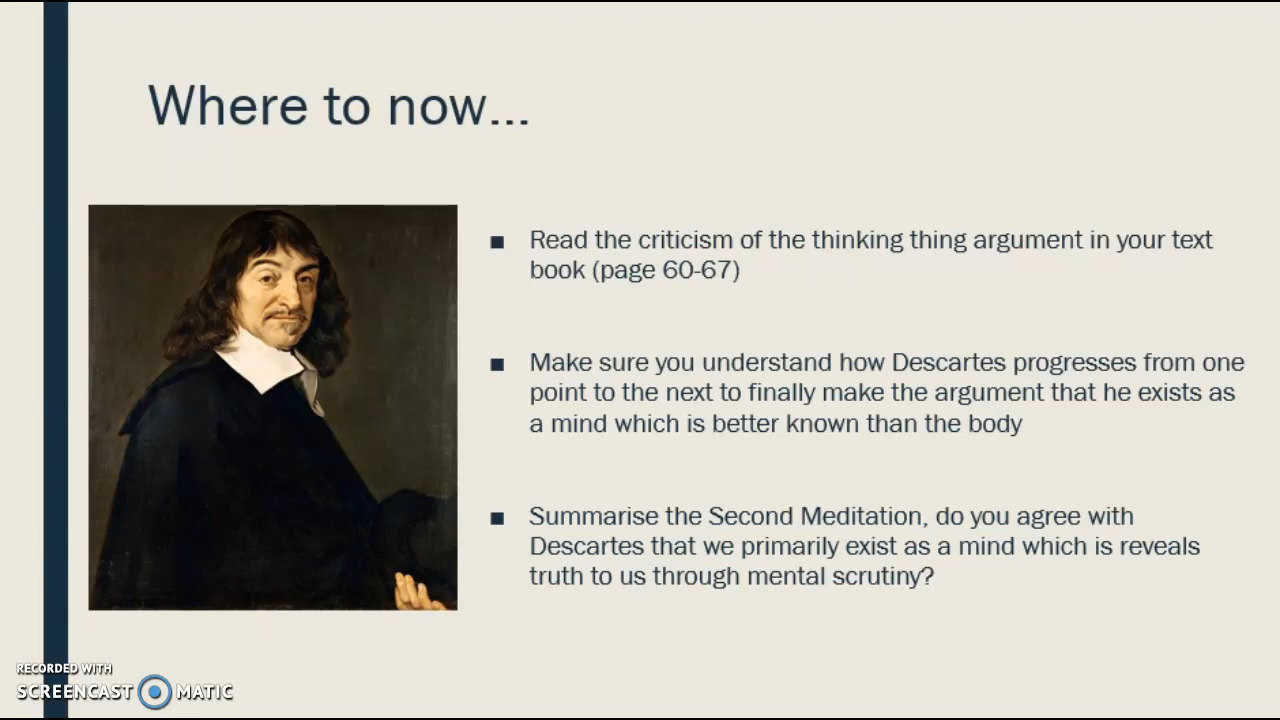 Where to now...
■ Read the criticism of the thinking thing argument in your text
book (page 60-67)
■ Make sure you understand how Descartes progresses from one
point to the next to finally make the argument that he exists as
a mind which is better known than the body
■ Summarise the Second Meditation, do you agree with
Descartes that we primarily exist as a mind which is reveals
truth to us through mental scrutiny?
RECORDED WITH
SCREENCAST MATIC